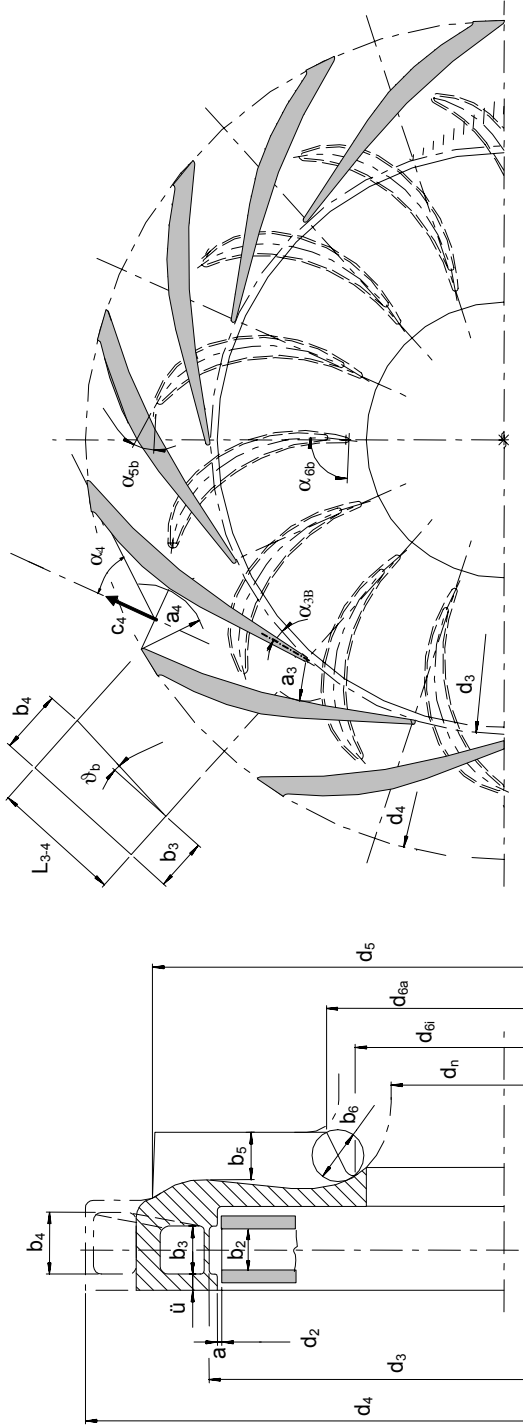 b₄
L₃₋₄
ϑb
b₃
c₄
α₄
a₄
α5b
α3B
a₃
α6b
d₃
d₄
b₄
b₃
ü
b₂
a
d₂
d₃
d₄
b₅
b₆
d₅
d6a
d6i
dn